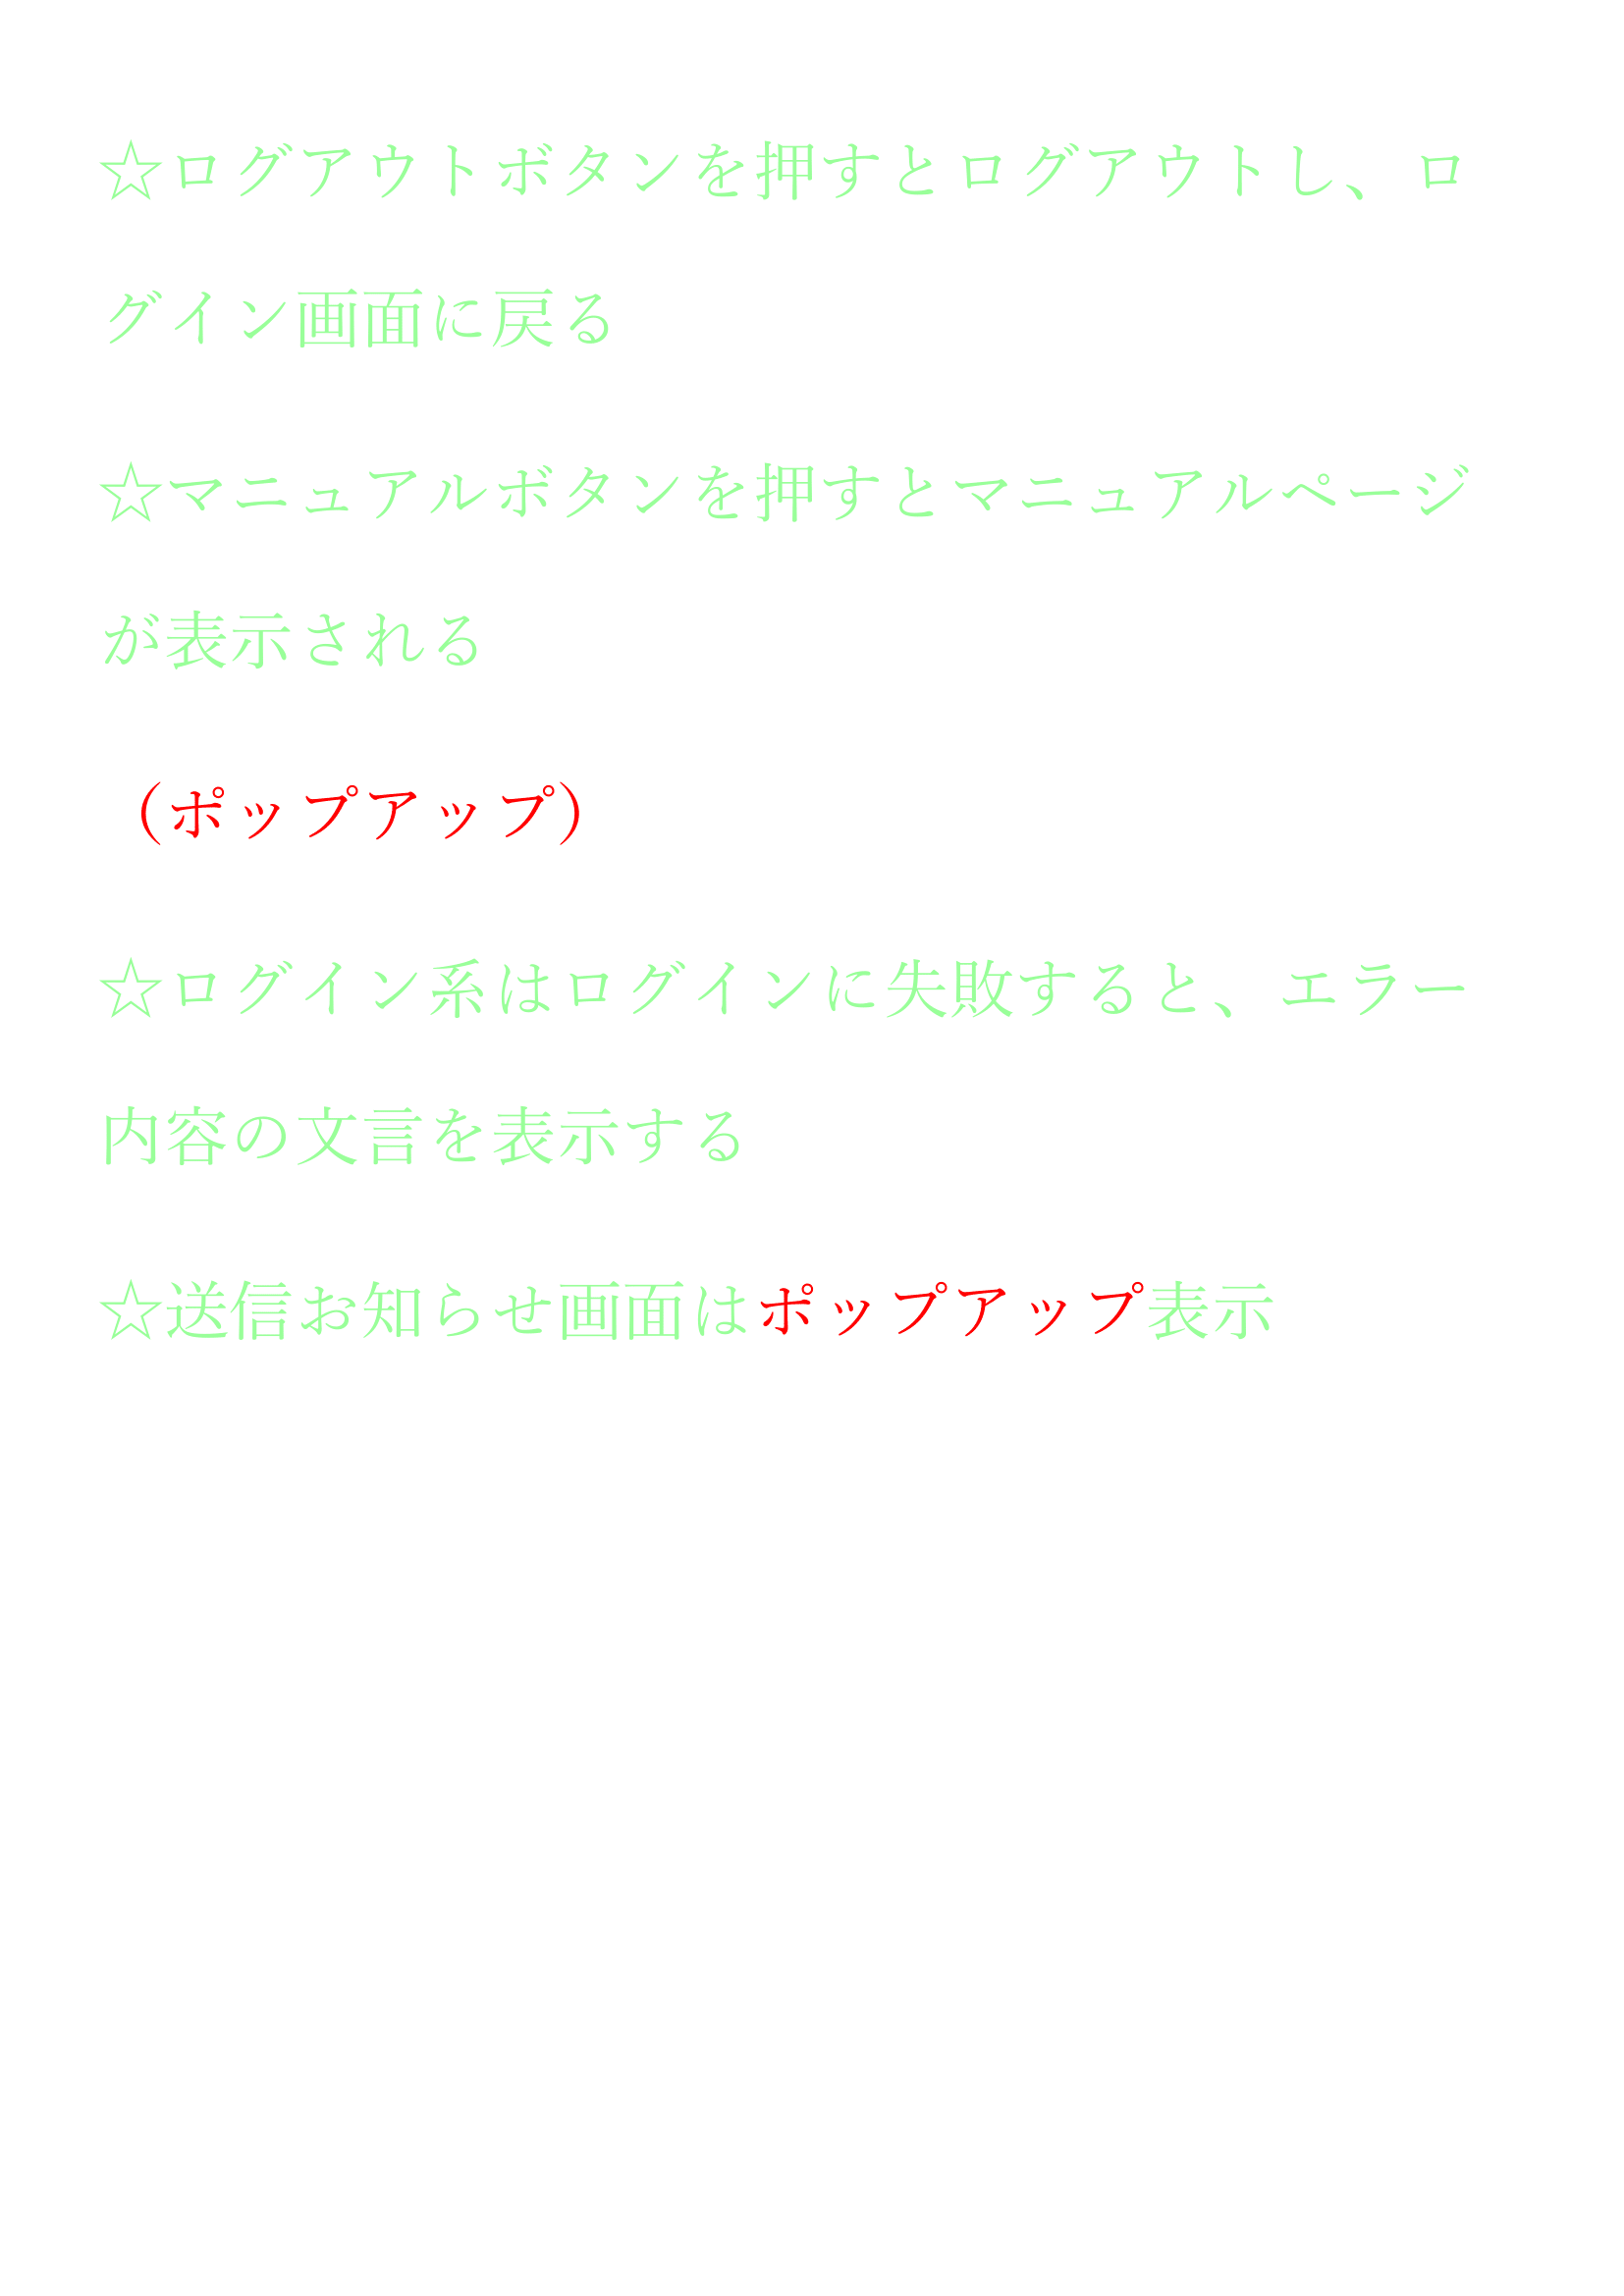 ☆ログアウトボタンを押すとログアウトし、ロ
グイン画面に戻る
☆マニュアルボタンを押すとマニュアルページ
が表示される
（ポップアップ）
☆ログイン系はログインに失敗すると、エラー
内容の文言を表示する
☆送信お知らせ画面はポップアップ表示